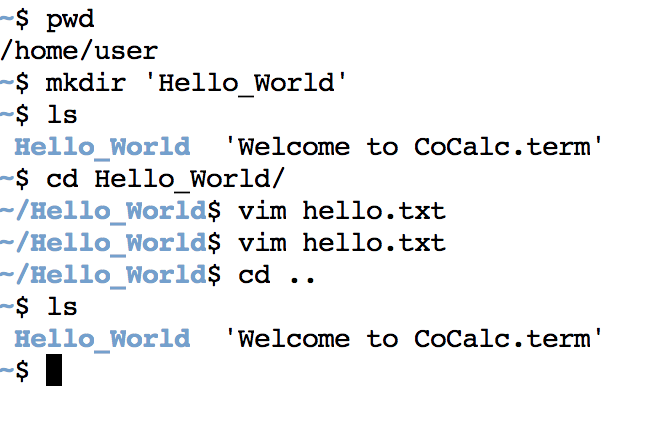 ~$ pwd
/home/user
~$ mkdir 'Hello_World'
~$ ls
 Hello_World  'Welcome to CoCalc.term'
~$ cd Hello_World/
~/Hello_World$ vim hello.txt
~/Hello_World$ vim hello.txt
~/Hello_World$ cd ..
~$ ls
 Hello_World  'Welcome to CoCalc.term'
~$